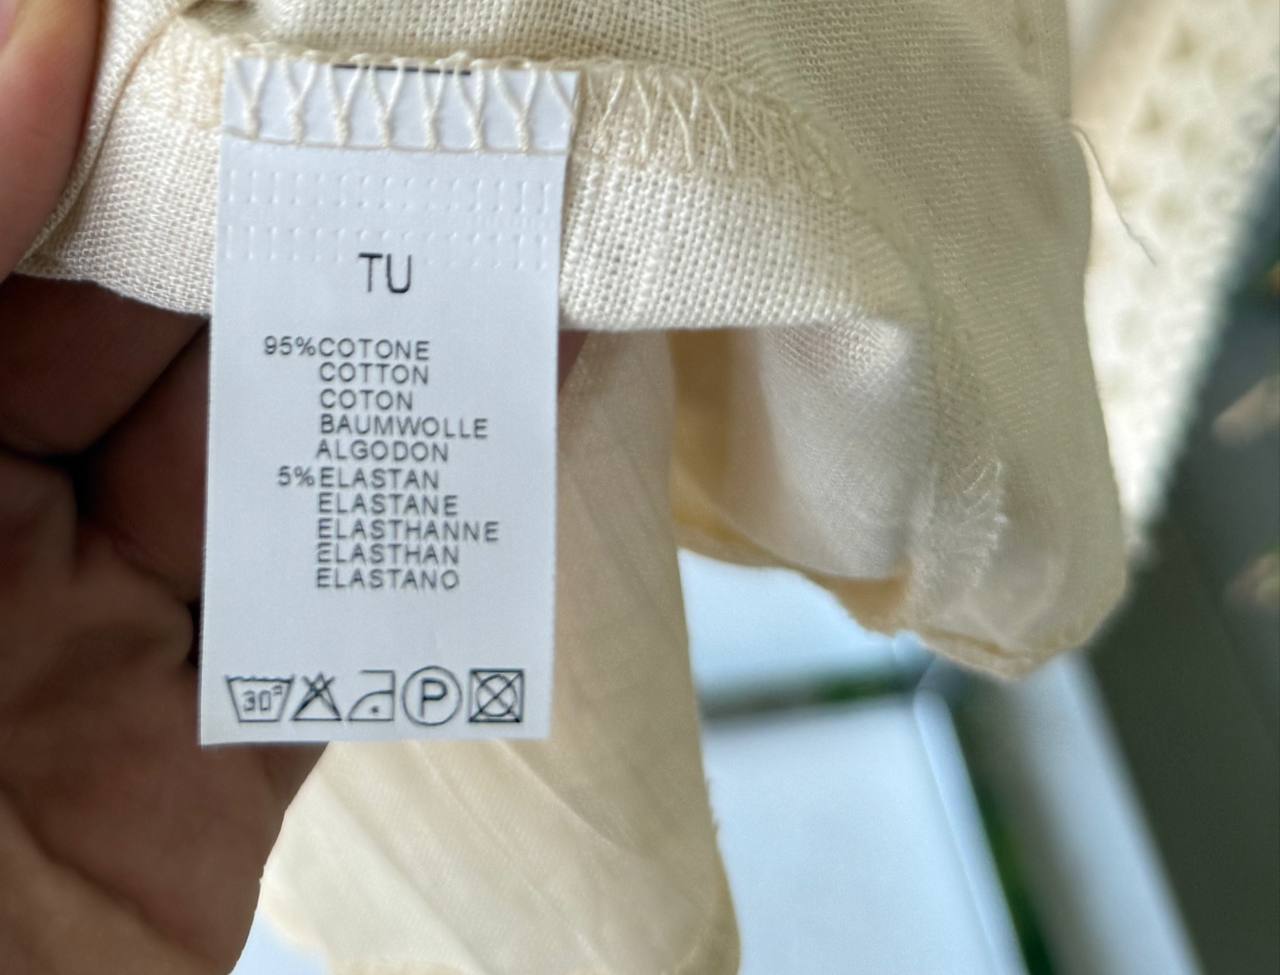 TU
95%COTONE
COTTON
COTON
BAUMWOLLE
ALGODON
5%ELASTAN
ELASTANE
ELASTHANNE
ELASTHAN
ELASTANO
30° P